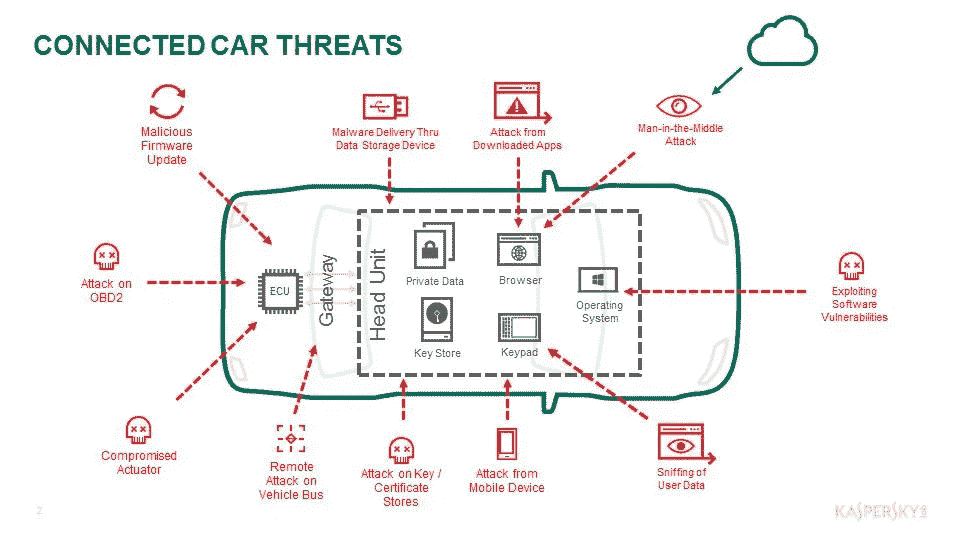 CONNECTED CAR THREATS
Malicious
Firmware
Update
Malware Delivery Thru
Data Storage Device
Attack from
Downloaded Apps
Man-in-the-Middle
Attack
Attack on
OBD2
ECU
Gateway
Head Unit
Private Data
Browser
Operating
System
Key Store
Keypad
Exploiting
Software
Vulnerabilities
Compromised
Actuator
Remote
Attack on
Vehicle Bus
Attack on Key /
Certificate
Stores
Attack from
Mobile Device
Sniffing of
User Data
2
KASPERSKY